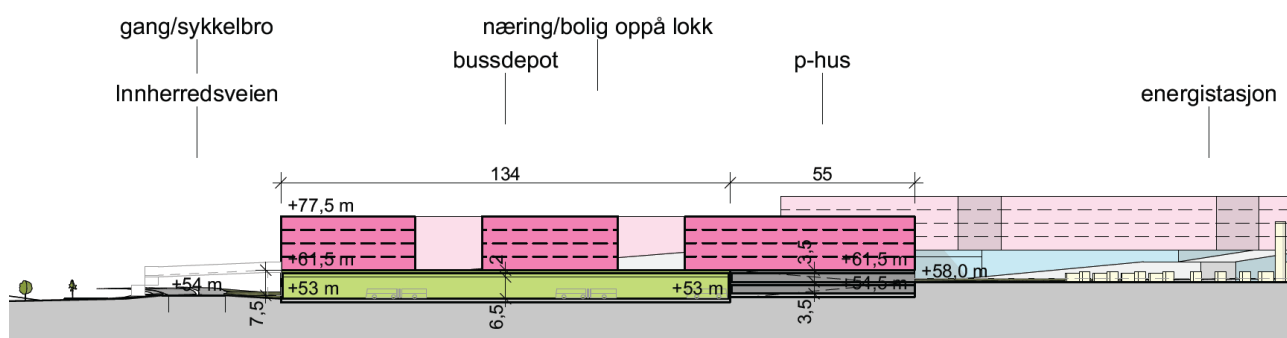 gang/sykkelbro
næring/bolig oppå lokk
bussdepot
p-hus
Innherredsveien
energistasjon
134
55
+77,5 m
+61,5 m
2
3,5
+61,5 m
+58,0 m
+54 m
+53 m
+53 m
+54,5 m
7,5
6,5
3,5